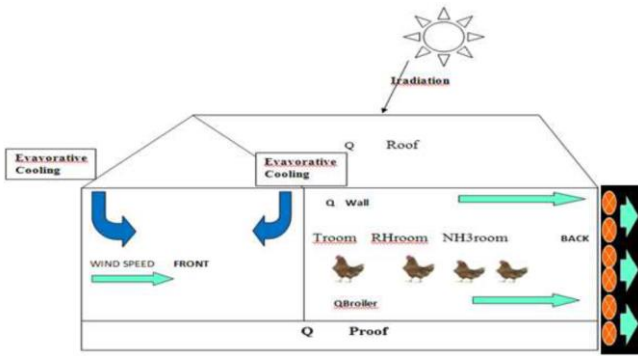 Iradiation
Q Roof
Evavorative
Cooling
Evavorative
Cooling
Q Wall
Troom RHroom NH3room BACK
WIND SPEED FRONT
QBroiler
Q Proof